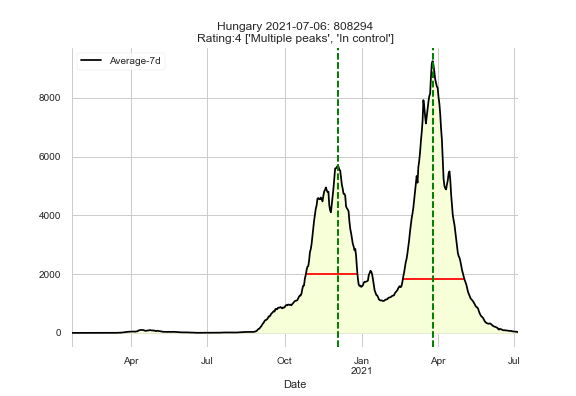 Hungary 2021-07-06: 808294
Rating:4 ['Multiple peaks', 'In control']
Average-7d
8000
6000
4000
2000
0
Apr
Jul
Oct
Jan
2021
Apr
Jul
Date